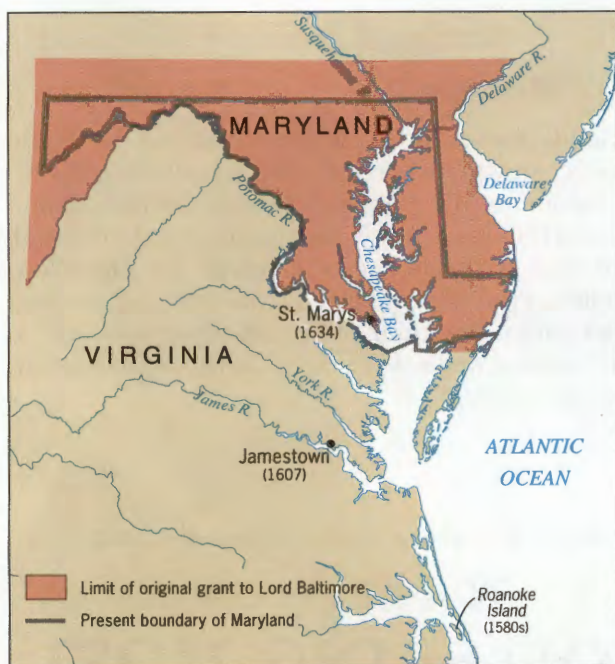 Susqueh
Delaware R.
MARYLAND
Delaware
Bay
Potomac R.
Chesapeake Bay
St. Marys
(1634)
VIRGINIA
York R.
James R.
Jamestown
(1607)
ATLANTIC
OCEAN
Limit of original grant to Lord Baltimore
Present boundary of Maryland
Roanoke
Island
(1580s)